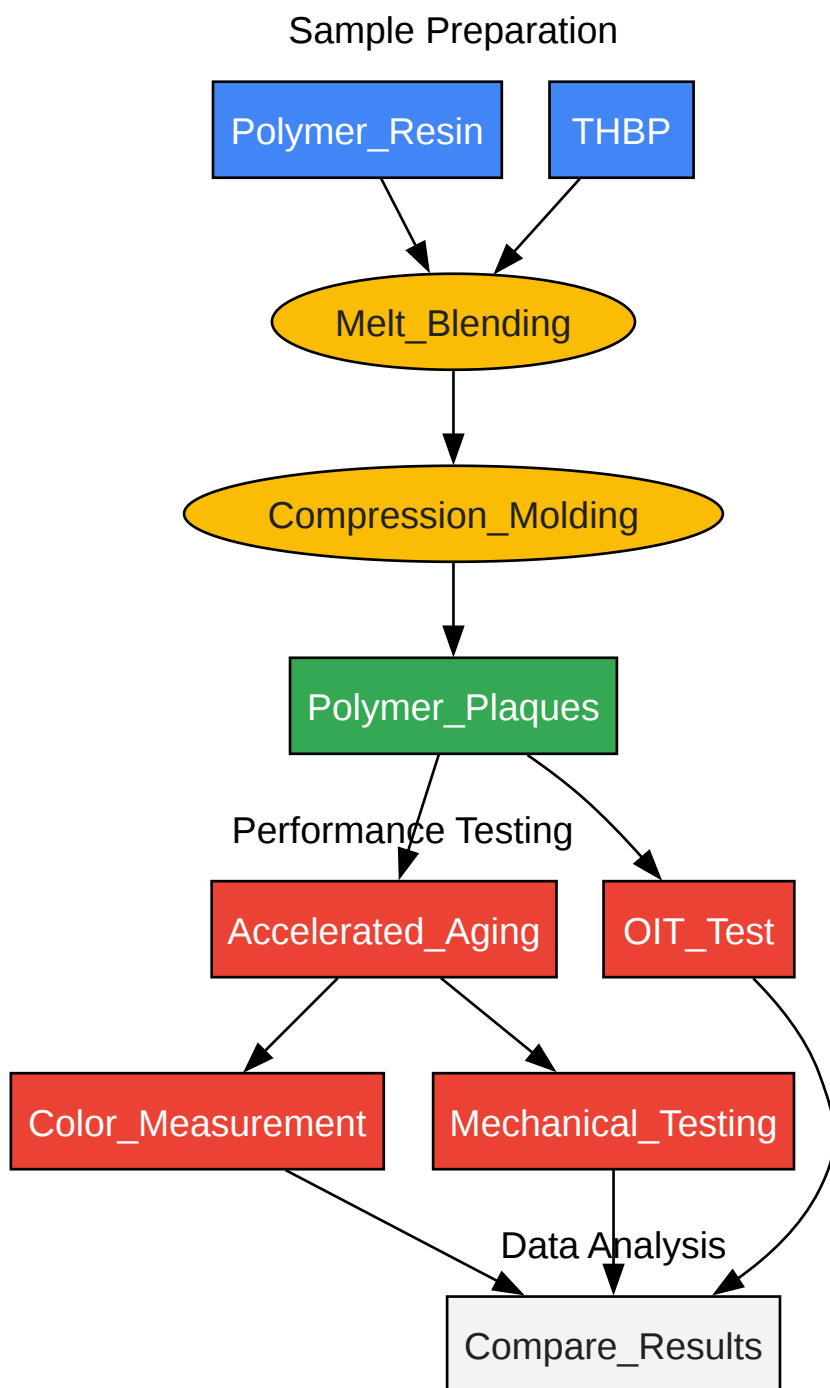 Sample Preparation
Polymer_Resin
THBP
Melt_Blending
Compression_Molding
Polymer_Plaques
Performance Testing
Accelerated_Aging
OIT_Test
Color_Measurement
Mechanical_Testing
Data Analysis
Compare_Results